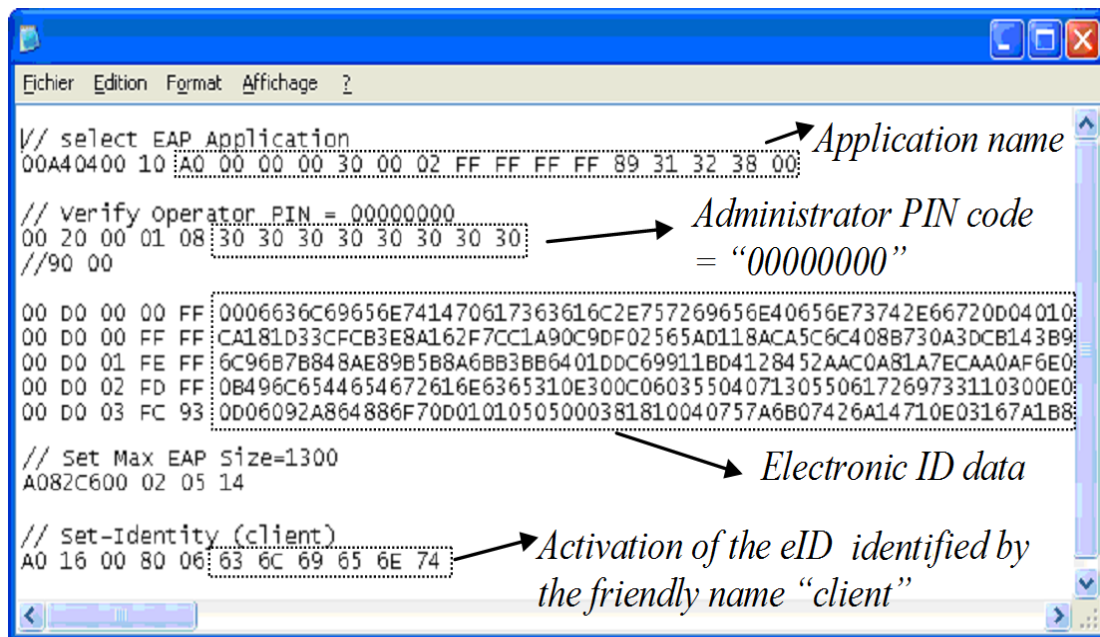 Fichier Edition Format Affichage ?
// select EAP Application
Application name
00A40400 10 A0 00 00 00 30 00 02 FF FF FF FF 89 31 32 38 00
// Verify Operator PIN = 00000000
Administrator PIN code
00 20 00 01 08 30 30 30 30 30 30 30 30
= “00000000”
//90 00
00 D0 00 00 FF 0006636C69656E741470617363616C2E757269656E40656E73742E66720D04010
00 D0 00 FF FF CA181D33CFCB3E8A162F7CC1A90C9DF02565AD118ACA5C6C408B730A3DCB143B9
00 D0 01 FE FF 6C96B7B848AE89B5B8A6BB3BB6401DDC69911BD4128452AAC0A81A7ECAA0AF6E0
00 D0 02 FD FF 0B496C6544654672616E6365310E300C060355040713055061726973311030​0E0
00 D0 03 FC 93 0D06092A864886F70D0101050500038181004​0757A6B07426A14710E03167A1B8
// Set Max EAP Size=1300
Electronic ID data
A082C600 02 05 14
// Set-Identity (client)
A0 16 00 80 06 63 6C 69 65 6E 74
Activation of the eID identified by
the friendly name “client”